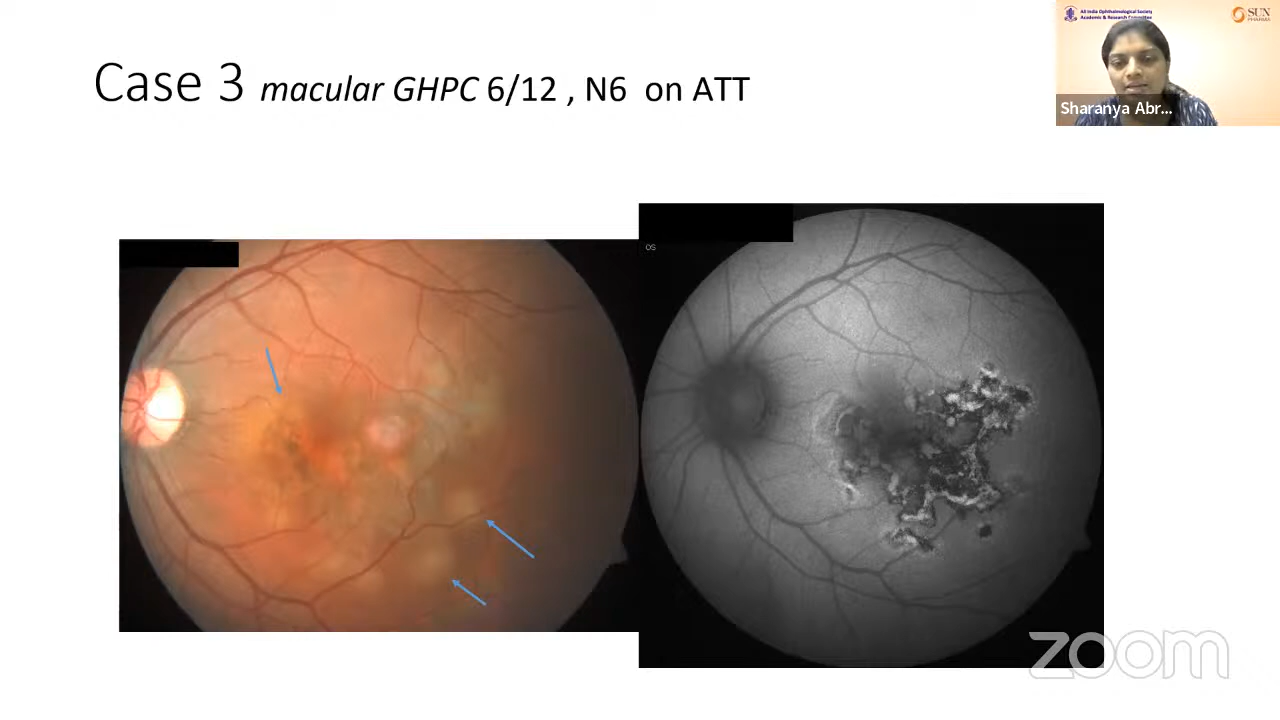 Case 3 macular GHPC 6/12 , N6 on ATT
All India Ophthalmological Society
Academic & Research Committee
SUN
PHARMA
Sharanya Abr...
OS
zoom